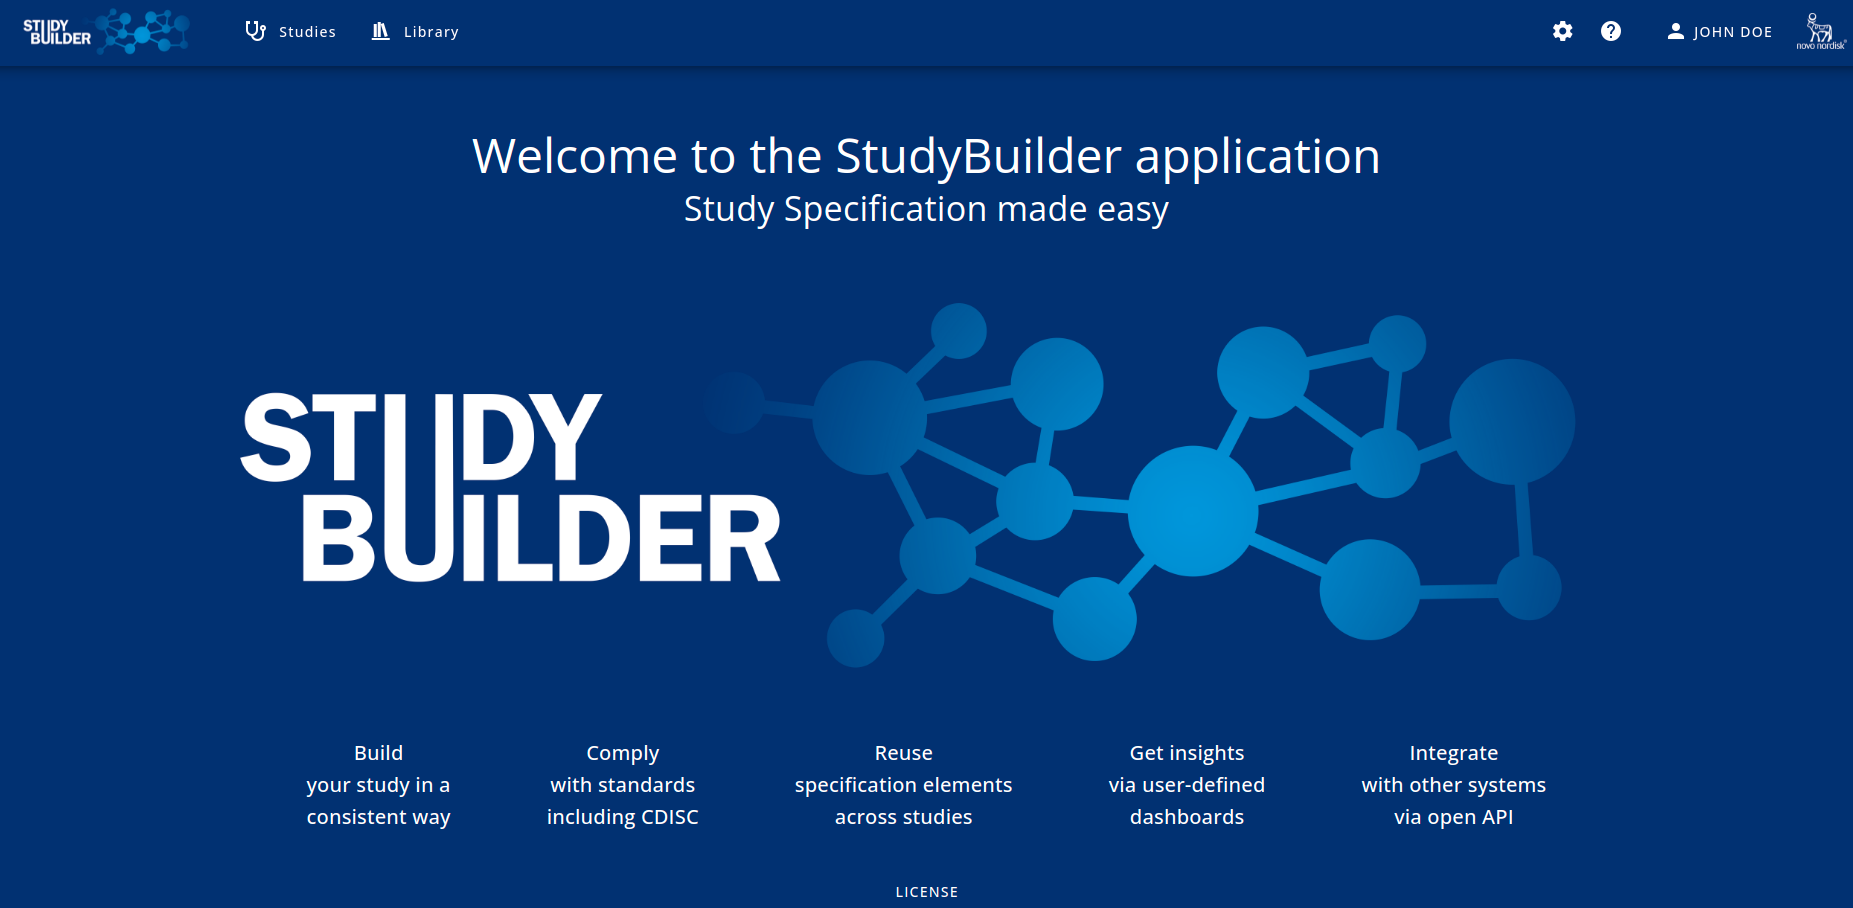 STUDY
BUILDER
Studies
Library
JOHN DOE
novo nordisk®
Welcome to the StudyBuilder application
Study Specification made easy
STUDY
BUILDER
Build
your study in a
consistent way
Comply
with standards
including CDISC
Reuse
specification elements
across studies
Get insights
via user-defined
dashboards
Integrate
with other systems
via open API
LICENSE